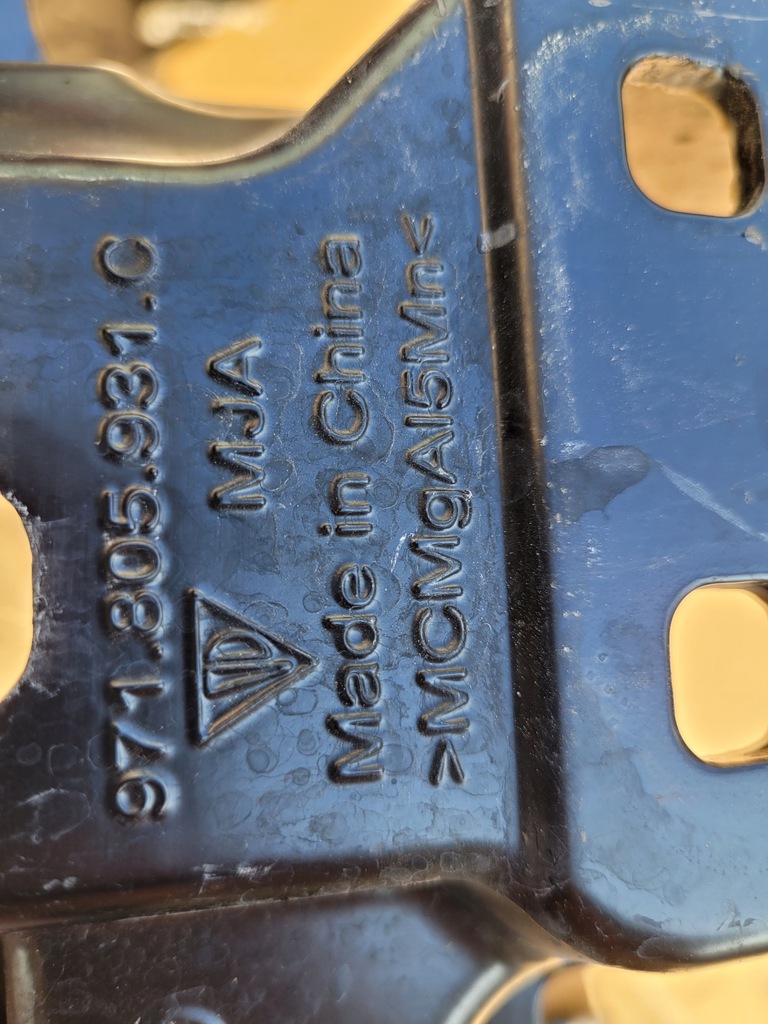 971.805.931.C
MJA
Made in China
>MCMgAl5Mn<